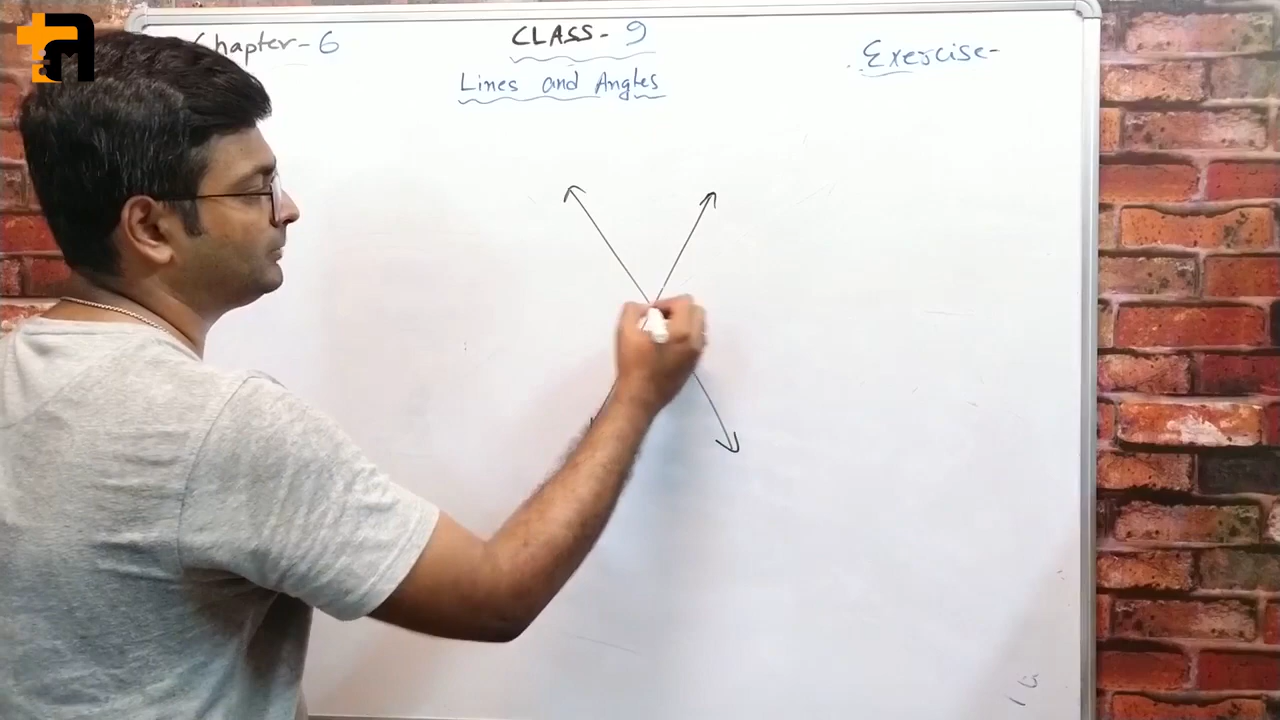 Chapter-6
CLASS- 9
Exercise-
Lines and Angles